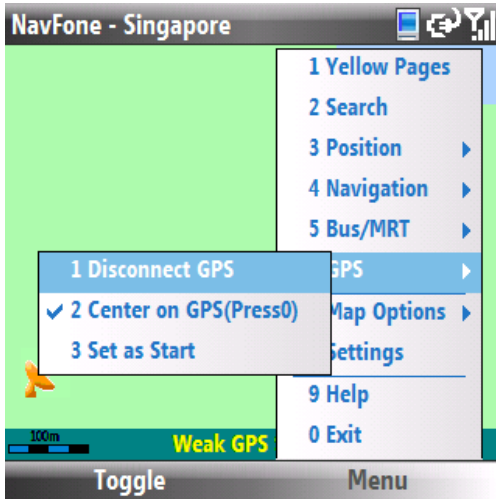 NavFone - Singapore
1 Yellow Pages
2 Search
3 Position
4 Navigation
5 Bus/MRT
GPS
Map Options
Settings
9 Help
0 Exit
1 Disconnect GPS
2 Center on GPS(Press0)
3 Set as Start
100m
Weak GPS
Toggle
Menu